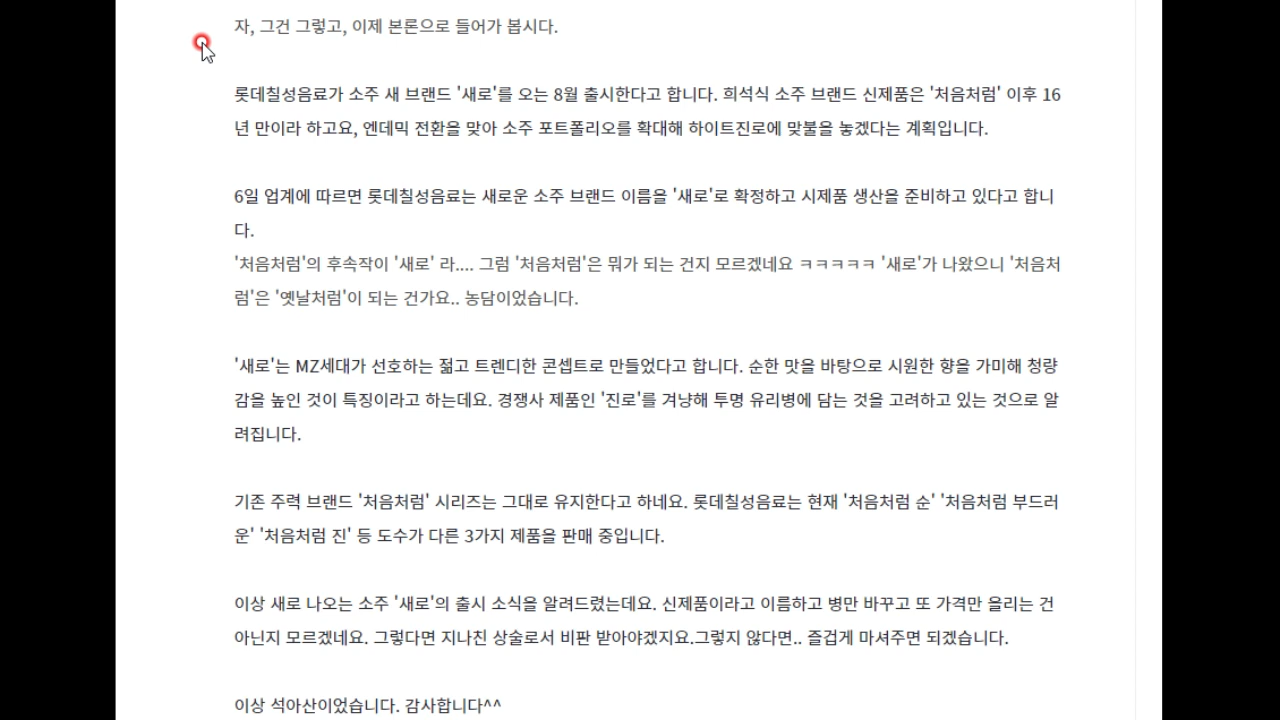 자, 그건 그렇고, 이제 본론으로 들어가 봅시다.
롯데칠성음료가 소주 새 브랜드 '새로'를 오는 8월 출시한다고 합니다. 희석식 소주 브랜드 신제품은 '처음처럼' 이후 16
년 만이라 하고요, 엔데믹 전환을 맞아 소주 포트폴리오를 확대해 하이트진로에 맞불을 놓겠다는 계획입니다.
6일 업계에 따르면 롯데칠성음료는 새로운 소주 브랜드 이름을 '새로'로 확정하고 시제품 생산을 준비하고 있다고 합니
다.
'처음처럼'의 후속작이 '새로' 라.... 그럼 '처음처럼'은 뭐가 되는 건지 모르겠네요 ㅋㅋㅋㅋㅋ '새로'가 나왔으니 '처음처
럼'은 '옛날처럼'이 되는 건가요.. 농담이었습니다.
'새로'는 MZ세대가 선호하는 젊고 트렌디한 콘셉트로 만들었다고 합니다. 순한 맛을 바탕으로 시원한 향을 가미해 청량
감을 높인 것이 특징이라고 하는데요. 경쟁사 제품인 '진로'를 겨냥해 투명 유리병에 담는 것을 고려하고 있는 것으로 알
려집니다.
기존 주력 브랜드 '처음처럼' 시리즈는 그대로 유지한다고 하네요. 롯데칠성음료는 현재 '처음처럼 순' '처음처럼 부드러
운' '처음처럼 진' 등 도수가 다른 3가지 제품을 판매 중입니다.
이상 새로 나오는 소주 '새로'의 출시 소식을 알려드렸는데요. 신제품이라고 이름하고 병만 바꾸고 또 가격만 올리는 건
아닌지 모르겠네요. 그렇다면 지나친 상술로서 비판 받아야겠지요.그렇지 않다면.. 즐겁게 마셔주면 되겠습니다.
이상 석아산이었습니다. 감사합니다^^